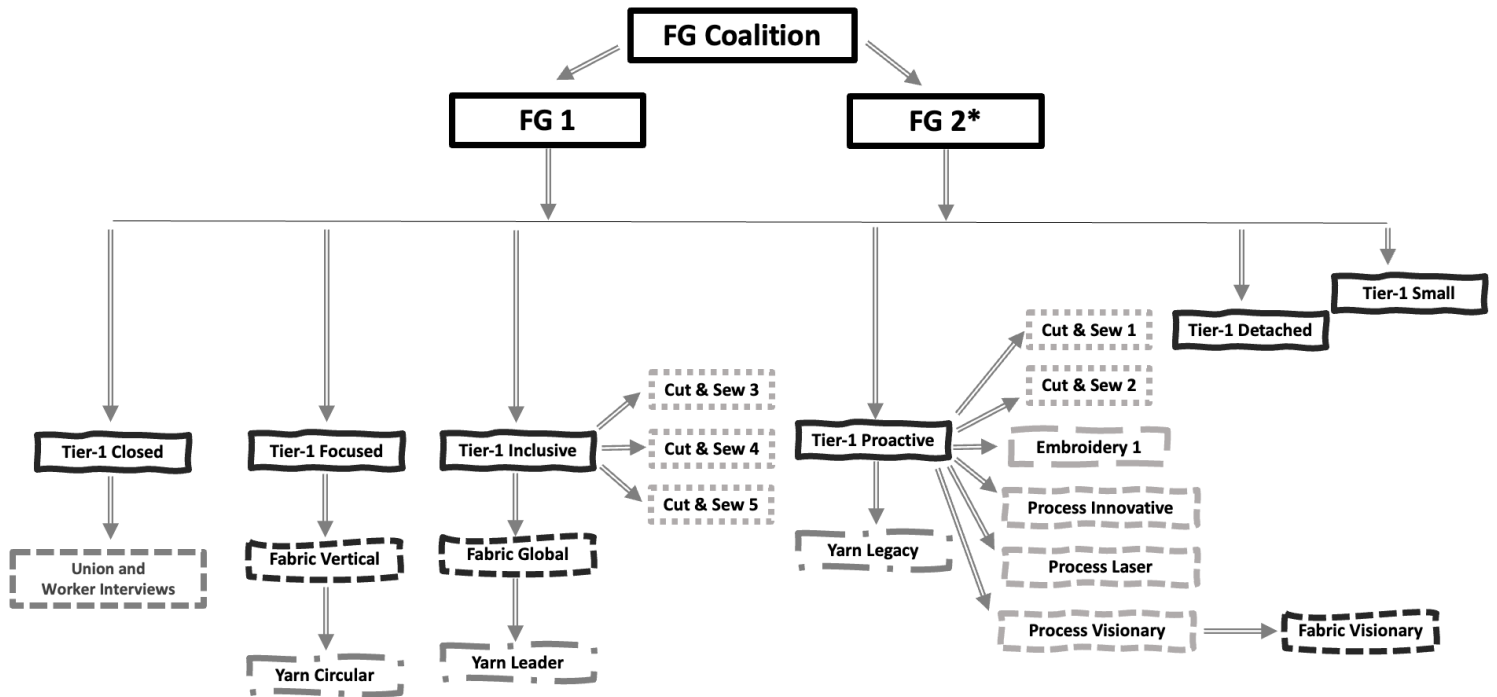 FG Coalition
FG 1
FG 2*
Tier-1 Small
Tier-1 Detached
Cut & Sew 1
Cut & Sew 2
Cut & Sew 3
Tier-1 Closed
Tier-1 Focused
Tier-1 Inclusive
Cut & Sew 4
Tier-1 Proactive
Embroidery 1
Cut & Sew 5
Process Innovative
Union and
Worker Interviews
Fabric Vertical
Fabric Global
Yarn Legacy
Process Laser
Process Visionary
Fabric Visionary
Yarn Circular
Yarn Leader